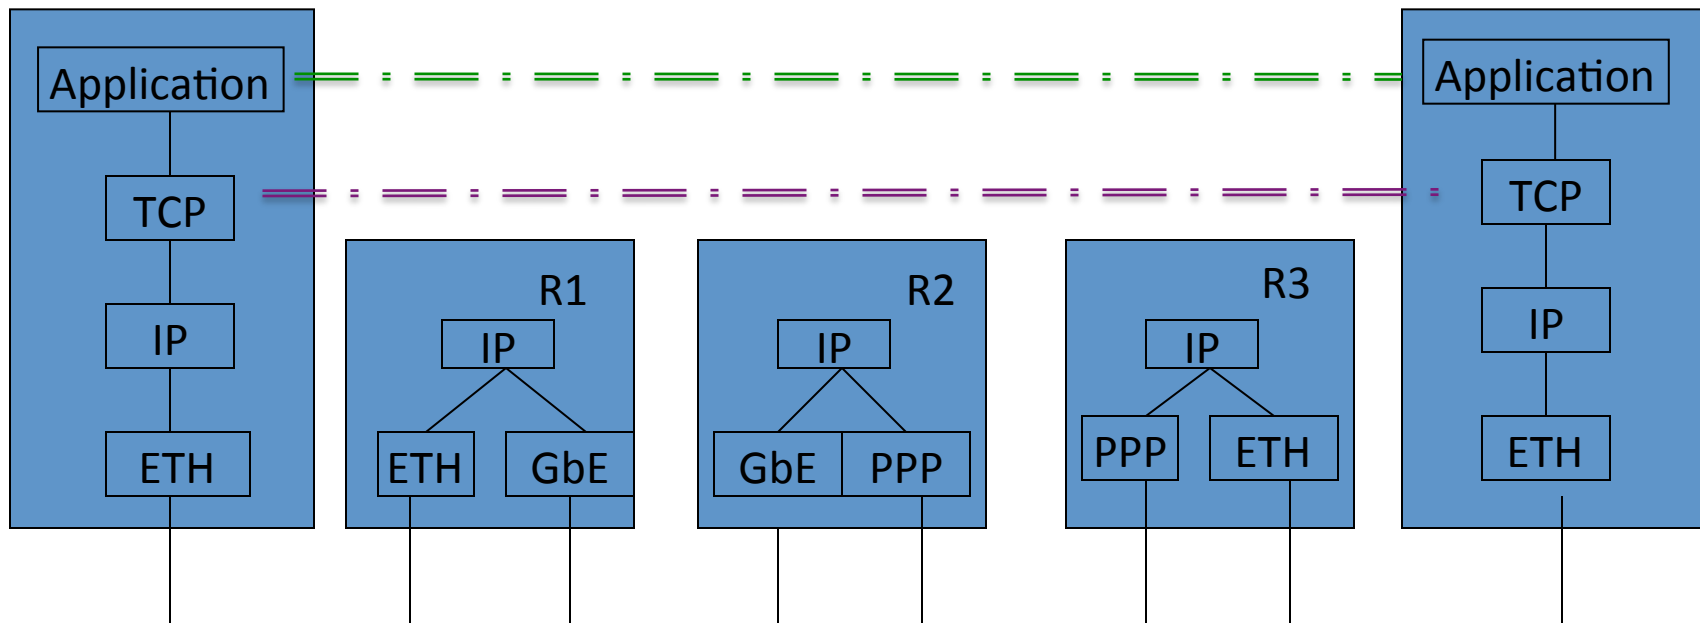 Application
TCP
IP
ETH
R1
IP
ETH GbE
R2
IP
GbE PPP
R3
IP
PPP ETH
Application
TCP
IP
ETH